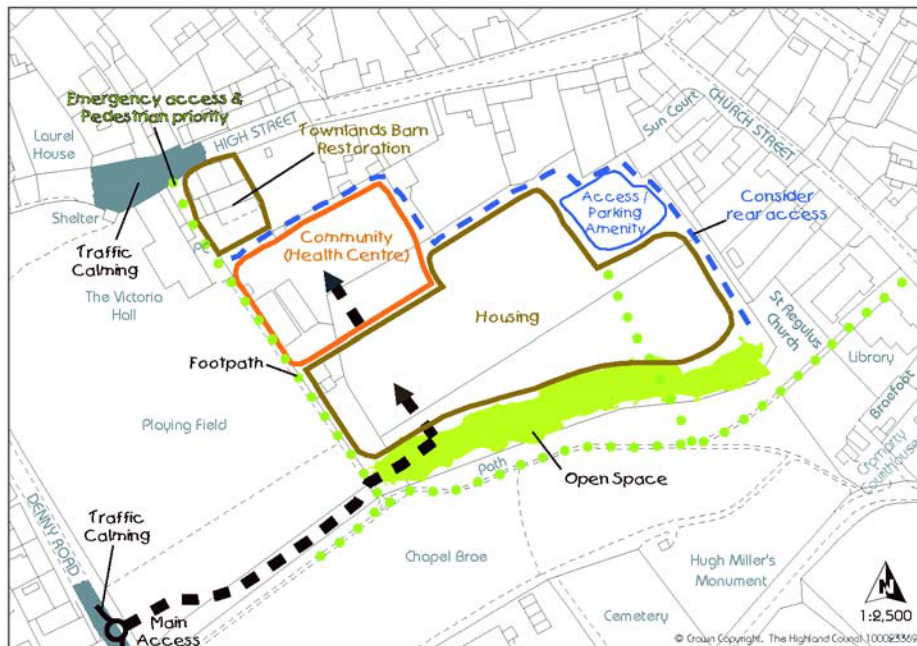 Emergency access &
Pedestrian priority
HIGH STREET
Laurel
House
Townlands Barn
Restoration
Sun Court
CHURCH STREET
Shelter
Traffic
Calming
Access /
Parking
Amenity
Consider
rear access
Community
(Health Centre)
The Victoria
Hall
Housing
St Regulus
Church
Footpath
Library
Braefoot
Playing Field
Path
Open Space
DENNY ROAD
Traffic
Calming
Chapel Brae
Hugh Miller's
Monument
Main
Access
Cemetery
N
1:2,500
© Crown Copyright. The Highland Council 100023369